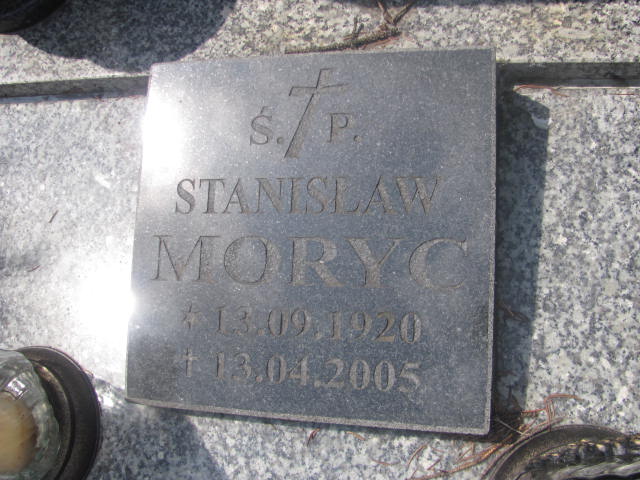 Ś. P.
STANISŁAW
MORYC
* 13.09.1920
† 13.04.2005